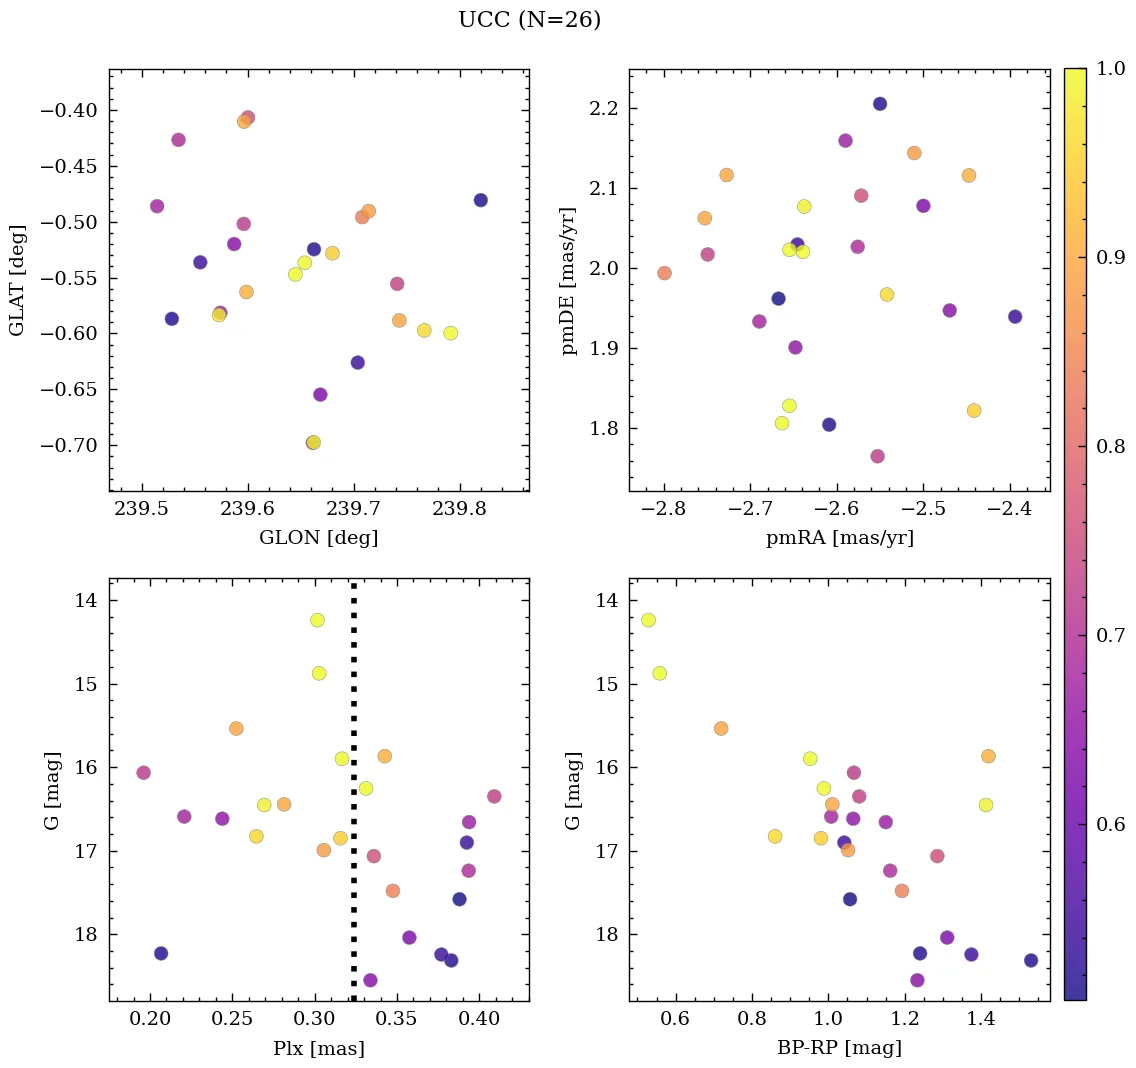 UCC (N=26)
−0.40
−0.45
−0.50
−0.55
−0.60
−0.65
−0.70
GLAT [deg]
239.5 239.6 239.7 239.8
GLON [deg]
2.2
2.1
2.0
1.9
1.8
pmDE [mas/yr]
−2.8 −2.7 −2.6 −2.5 −2.4
pmRA [mas/yr]
14
15
16
17
18
G [mag]
0.20 0.25 0.30 0.35 0.40
Plx [mas]
14
15
16
17
18
G [mag]
0.6 0.8 1.0 1.2 1.4
BP-RP [mag]
1.0
0.9
0.8
0.7
0.6